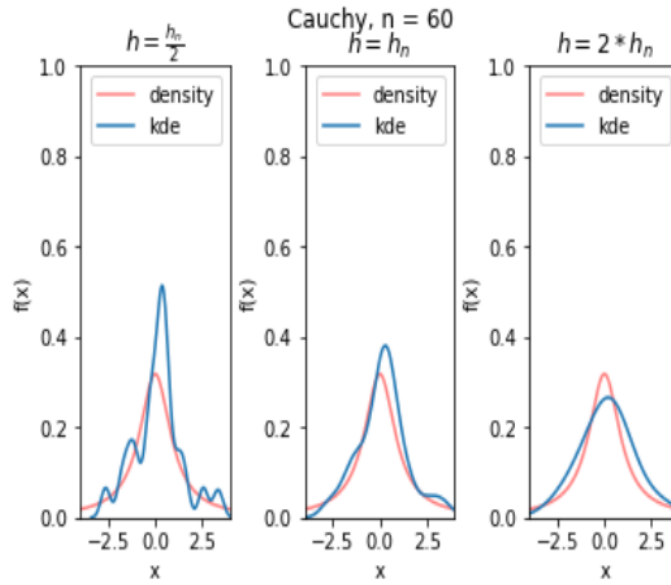 Cauchy, n = 60
h = h_n/2
h = h_n
h = 2 * h_n
density
kde
1.0
0.8
0.6
0.4
0.2
0.0
f(x)
−2.5 0.0 2.5
x
density
kde
1.0
0.8
0.6
0.4
0.2
0.0
f(x)
−2.5 0.0 2.5
x
density
kde
1.0
0.8
0.6
0.4
0.2
0.0
f(x)
−2.5 0.0 2.5
x